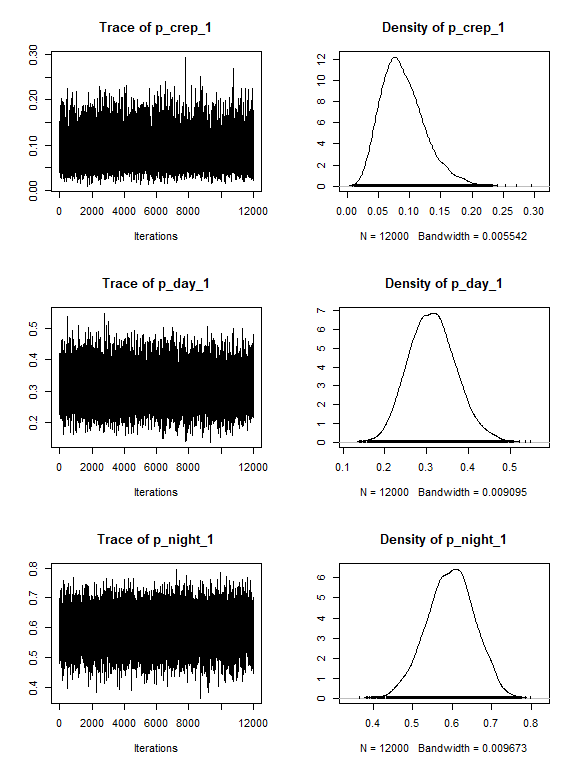 Trace of p_crep_1
0.00 0.10 0.20 0.30
0 2000 4000 6000 8000 12000
Iterations
Density of p_crep_1
0 2 4 6 8 10 12
0.00 0.05 0.10 0.15 0.20 0.25 0.30
N = 12000 Bandwidth = 0.005542
Trace of p_day_1
0.2 0.3 0.4 0.5
0 2000 4000 6000 8000 12000
Iterations
Density of p_day_1
0 1 2 3 4 5 6 7
0.1 0.2 0.3 0.4 0.5
N = 12000 Bandwidth = 0.009095
Trace of p_night_1
0.4 0.5 0.6 0.7 0.8
0 2000 4000 6000 8000 12000
Iterations
Density of p_night_1
0 1 2 3 4 5 6
0.4 0.5 0.6 0.7 0.8
N = 12000 Bandwidth = 0.009673